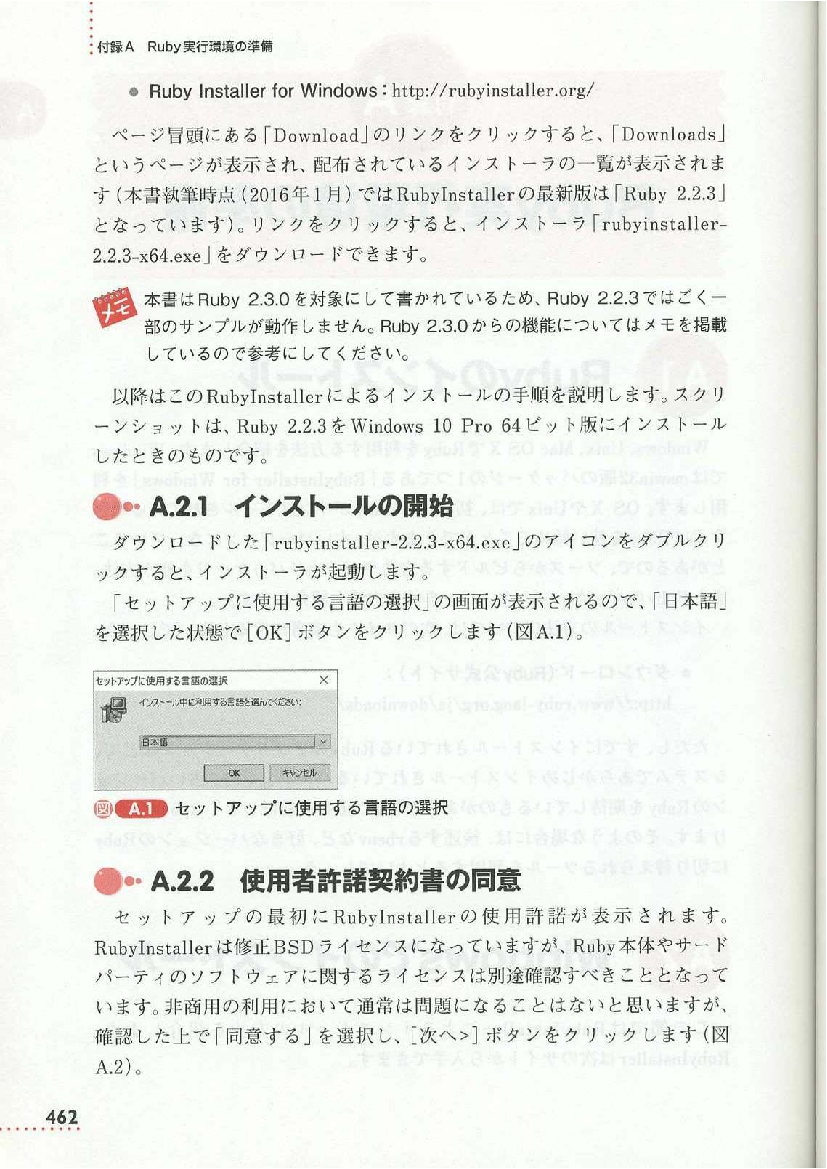 付録A Ruby実行環境の準備
● Ruby Installer for Windows：http://rubyinstaller.org/
ページ冒頭にある「Download」のリンクをクリックすると、「Downloads」
というページが表示され、配布されているインストーラの一覧が表示されま
す（本書執筆時点（2016年1月）ではRubyInstallerの最新版は「Ruby 2.2.3」
となっています）。リンクをクリックすると、インストーラ「rubyinstaller-
2.2.3-x64.exe」をダウンロードできます。
メモ
本書はRuby 2.3.0を対象にして書かれているため、Ruby 2.2.3ではごく一
部のサンプルが動作しません。Ruby 2.3.0からの機能についてはメモを掲載
しているので参考にしてください。
以降はこのRubyInstallerによるインストールの手順を説明します。スクリ
ーンショットは、Ruby 2.2.3をWindows 10 Pro 64ビット版にインストール
したときのものです。
A.2.1 インストールの開始
ダウンロードした「rubyinstaller-2.2.3-x64.exe」のアイコンをダブルクリ
ックすると、インストーラが起動します。
「セットアップに使用する言語の選択」の画面が表示されるので、「日本語」
を選択した状態で[OK]ボタンをクリックします（図A.1）。
セットアップに使用する言語の選択
インストール中に利用する言語を選んでください:
日本語
OK キャンセル
図A.1 セットアップに使用する言語の選択
A.2.2 使用者許諾契約書の同意
セットアップの最初にRubyInstallerの使用許諾が表示されます。
RubyInstallerは修正BSDライセンスになっていますが、Ruby本体やサード
パーティのソフトウェアに関するライセンスは別途確認すべきこととなって
います。非商用の利用において通常は問題になることはないと思いますが、
確認した上で「同意する」を選択し、[次へ>]ボタンをクリックします（図
A.2）。
462